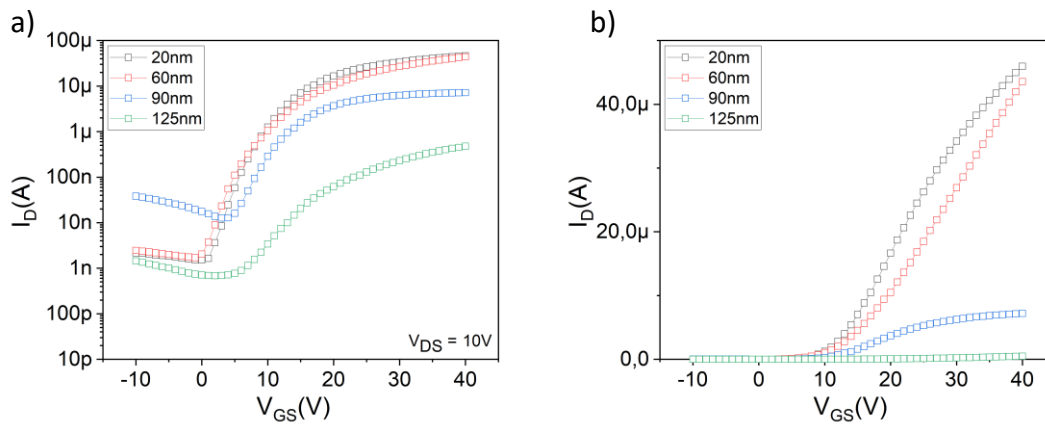 a)
100µ
10µ
1µ
100n
10n
1n
100p
10p
I_D(A)
20nm
60nm
90nm
125nm
V_DS = 10V
-10 0 10 20 30 40
V_GS(V)
b)
40,0µ
20,0µ
0,0
I_D(A)
20nm
60nm
90nm
125nm
-10 0 10 20 30 40
V_GS(V)